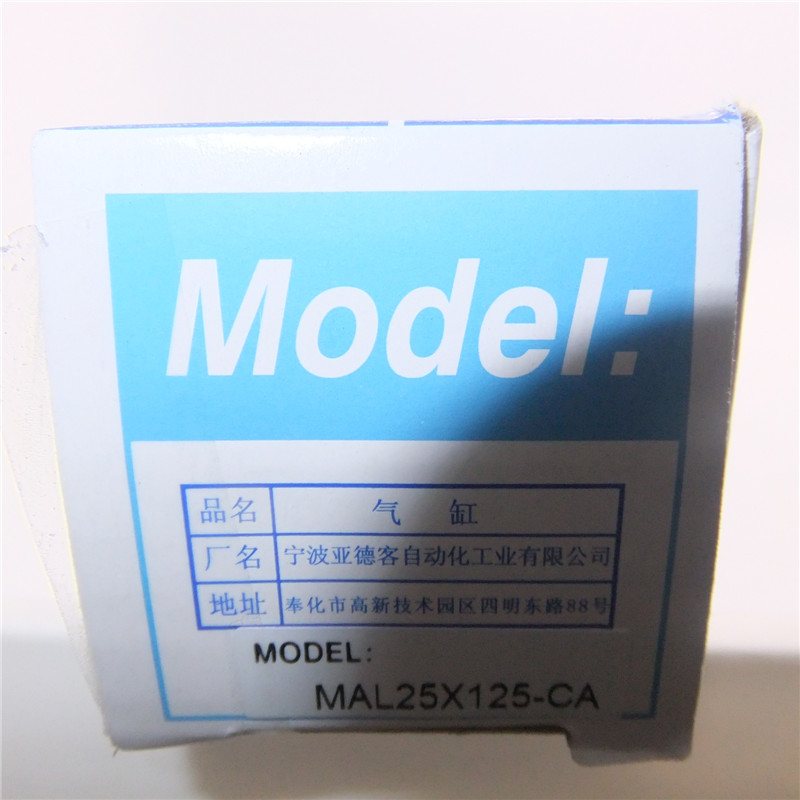 Model:
品名 气缸
厂名 宁波亚德客自动化工业有限公司
地址 奉化市高新技术园区四明东路88号
MODEL:
MAL25X125-CA